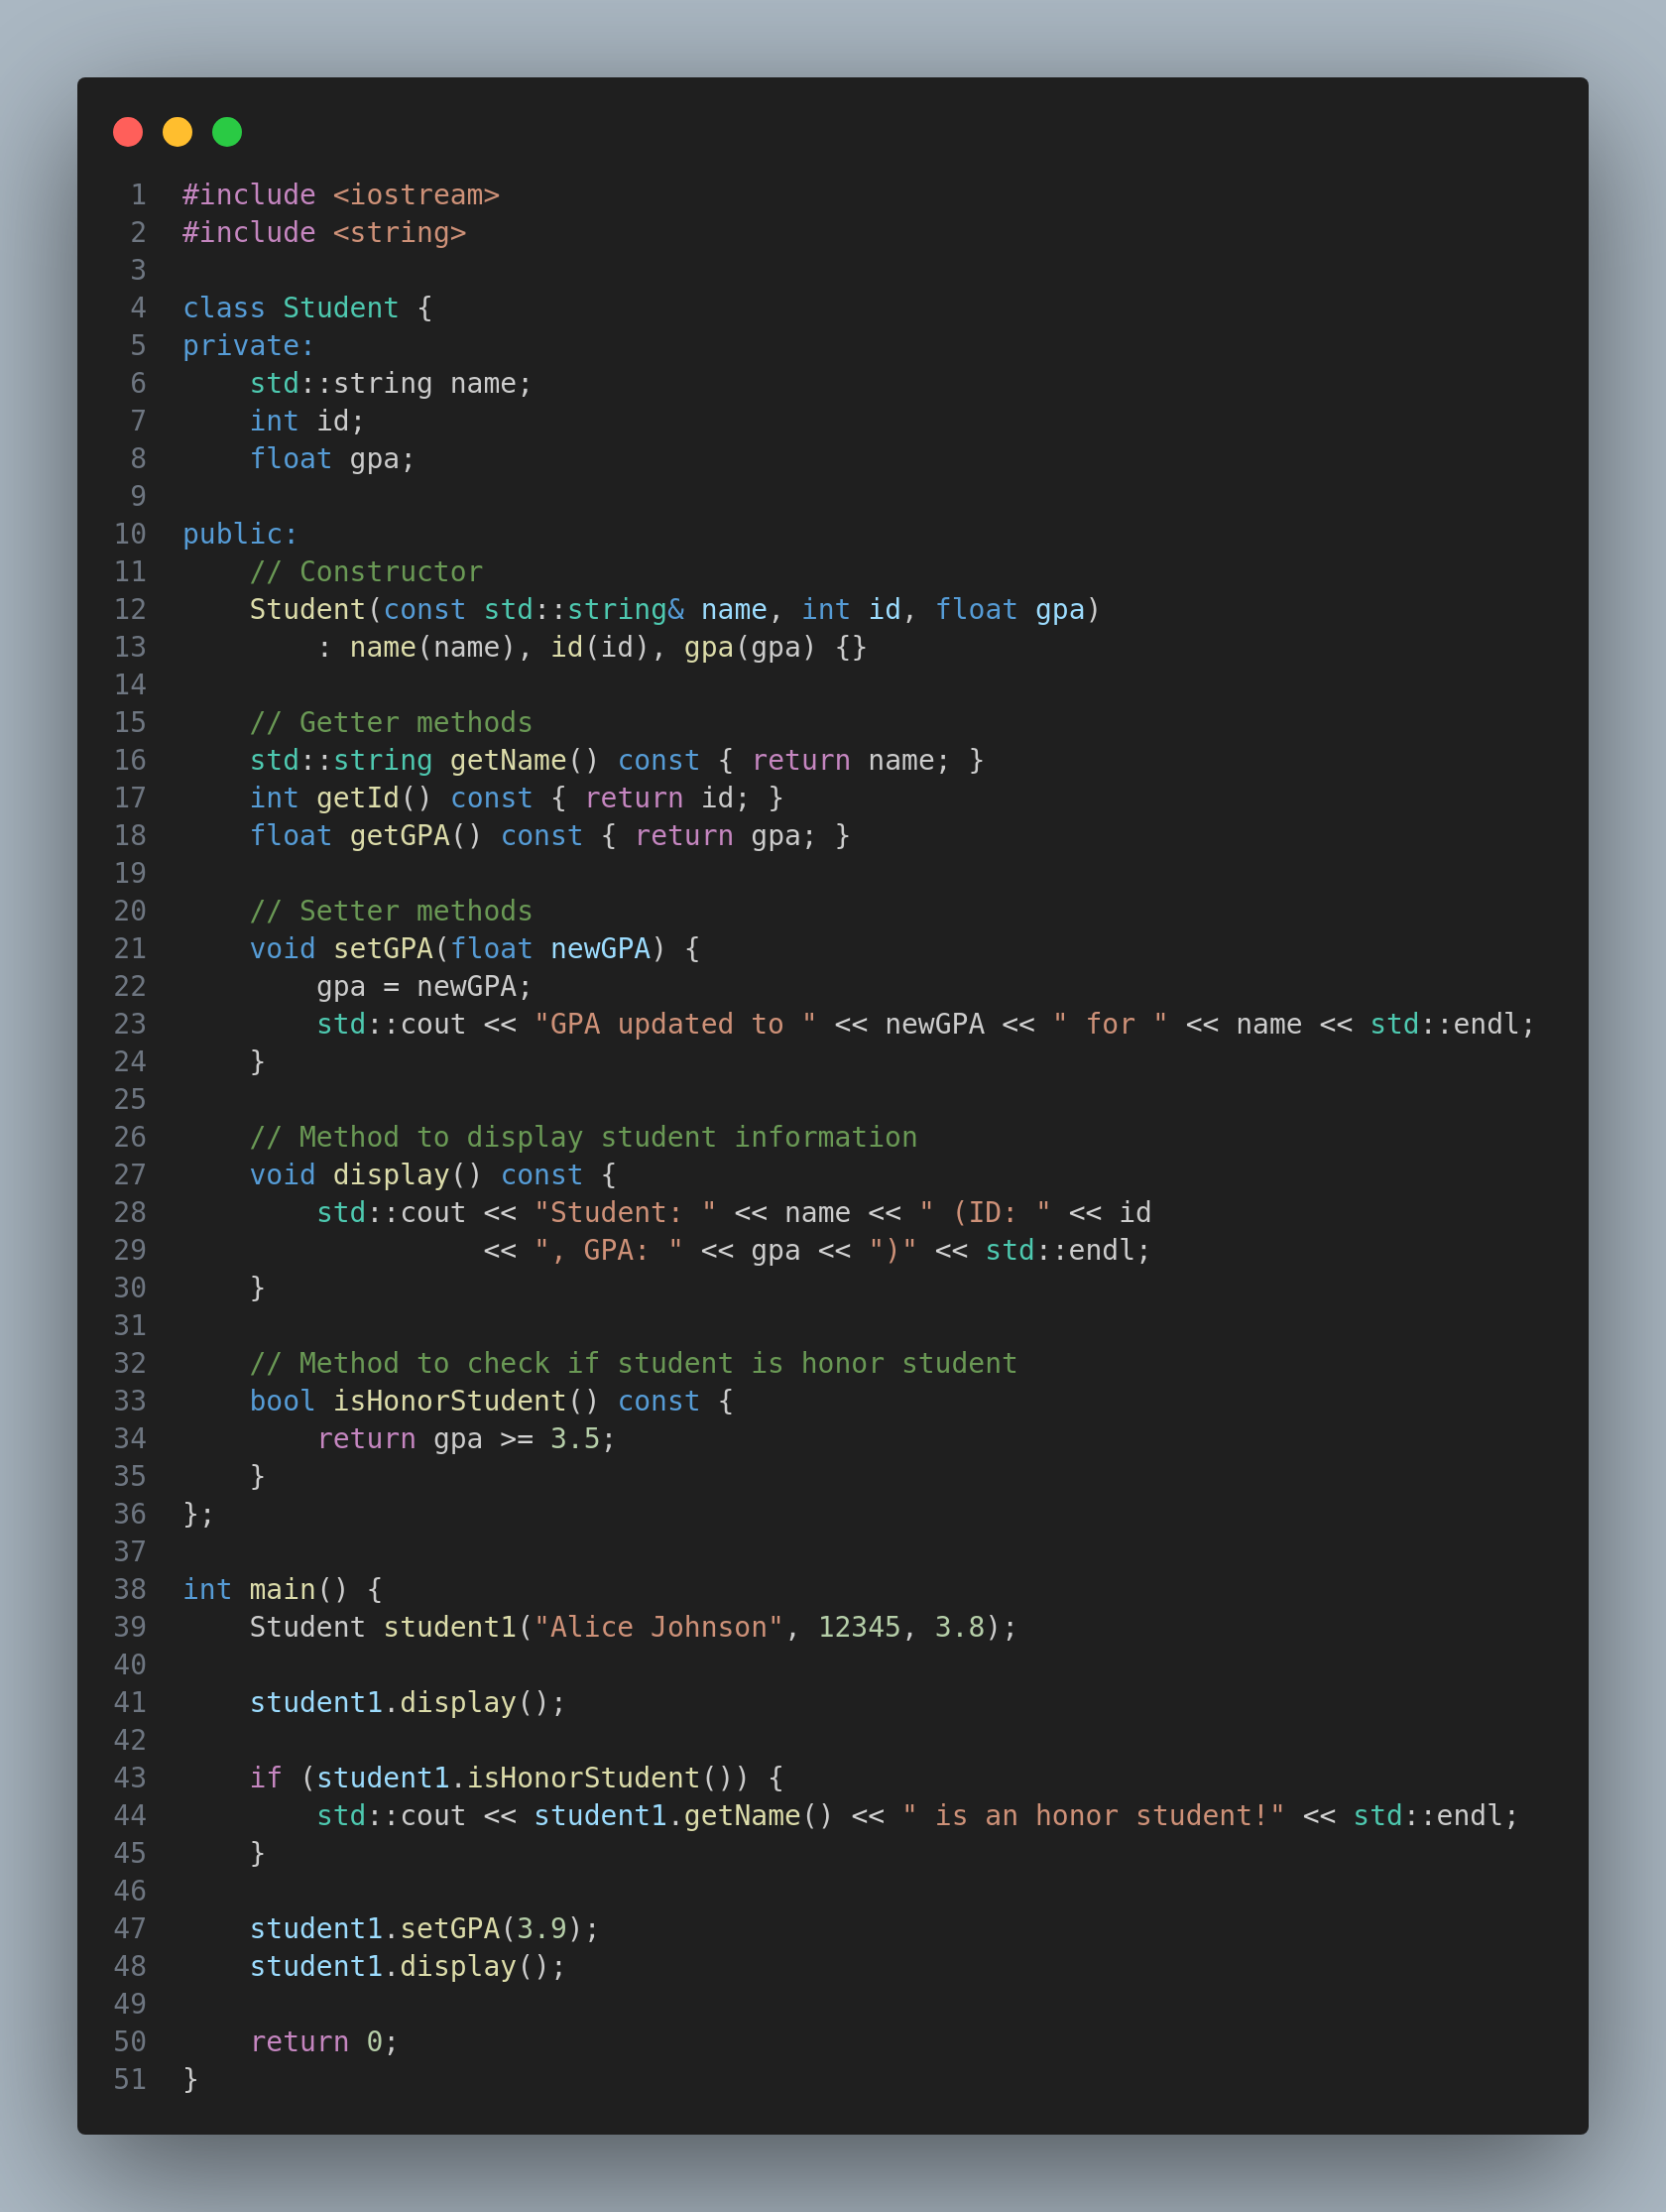 1 #include <iostream>
2 #include <string>
3
4 class Student {
5 private:
6     std::string name;
7     int id;
8     float gpa;
9
10 public:
11     // Constructor
12     Student(const std::string& name, int id, float gpa)
13         : name(name), id(id), gpa(gpa) {}
14
15     // Getter methods
16     std::string getName() const { return name; }
17     int getId() const { return id; }
18     float getGPA() const { return gpa; }
19
20     // Setter methods
21     void setGPA(float newGPA) {
22         gpa = newGPA;
23         std::cout << "GPA updated to " << newGPA << " for " << name << std::endl;
24     }
25
26     // Method to display student information
27     void display() const {
28         std::cout << "Student: " << name << " (ID: " << id
29                   << ", GPA: " << gpa << ")" << std::endl;
30     }
31
32     // Method to check if student is honor student
33     bool isHonorStudent() const {
34         return gpa >= 3.5;
35     }
36 };
37
38 int main() {
39     Student student1("Alice Johnson", 12345, 3.8);
40
41     student1.display();
42
43     if (student1.isHonorStudent()) {
44         std::cout << student1.getName() << " is an honor student!" << std::endl;
45     }
46
47     student1.setGPA(3.9);
48     student1.display();
49
50     return 0;
51 }